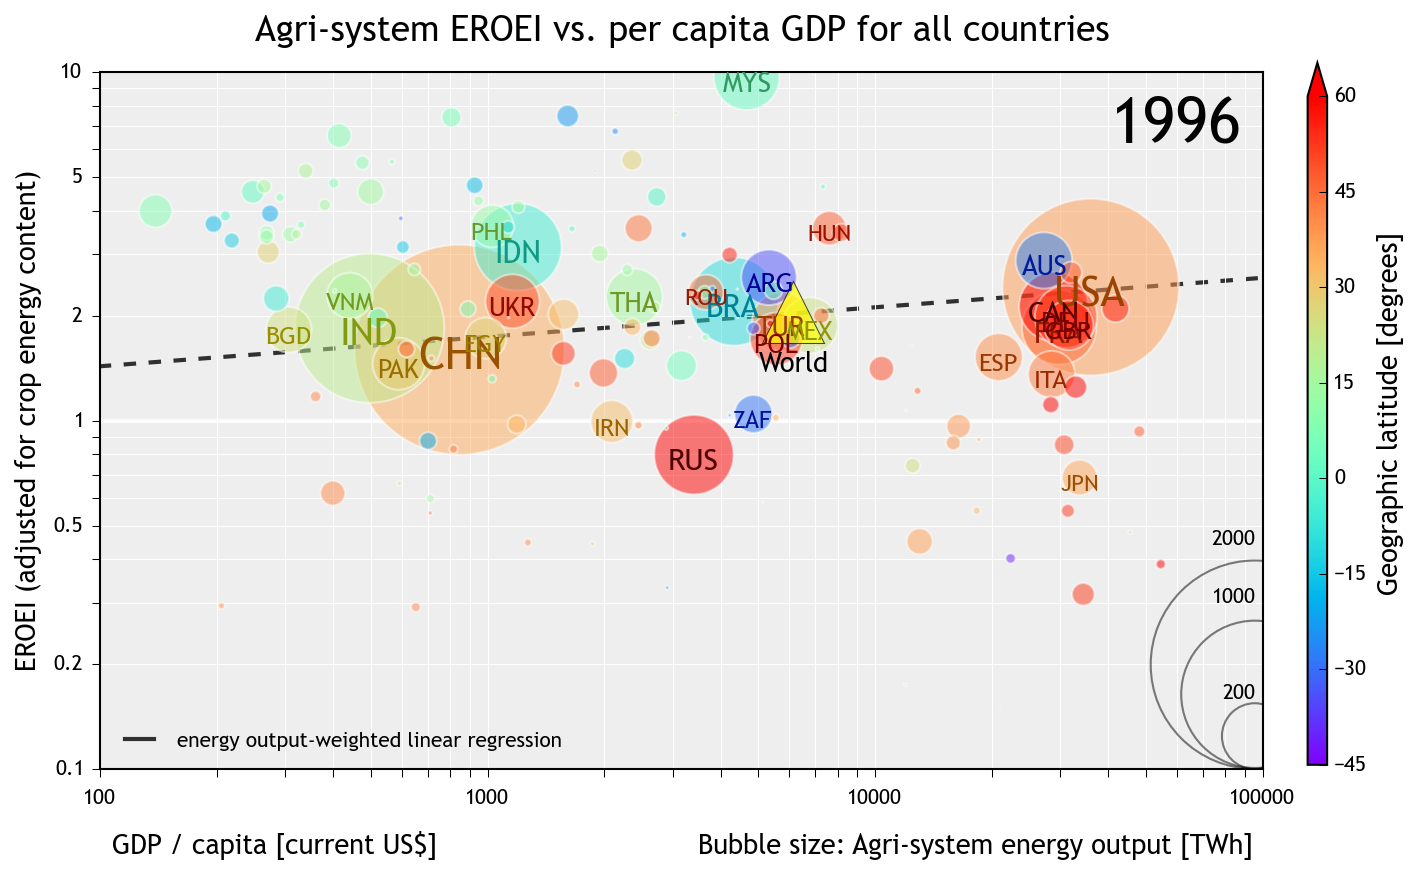 Agri-system EROEI vs. per capita GDP for all countries
1996
10
5
2
1
0.5
0.2
0.1
EROEI (adjusted for crop energy content)
MYS
PHL
IDN
HUN
AUS
ARG
USA
VNM
THA
ROU
BRA
UKR
CAN
BGD
IND
EGY
CHN
TUR
MEX
POL
GBR
World
PAK
ESP
ITA
IRN
ZAF
RUS
JPN
2000
1000
200
energy output-weighted linear regression
100
1000
10000
100000
GDP / capita [current US$]
Bubble size: Agri-system energy output [TWh]
60
45
30
15
0
−15
−30
−45
Geographic latitude [degrees]